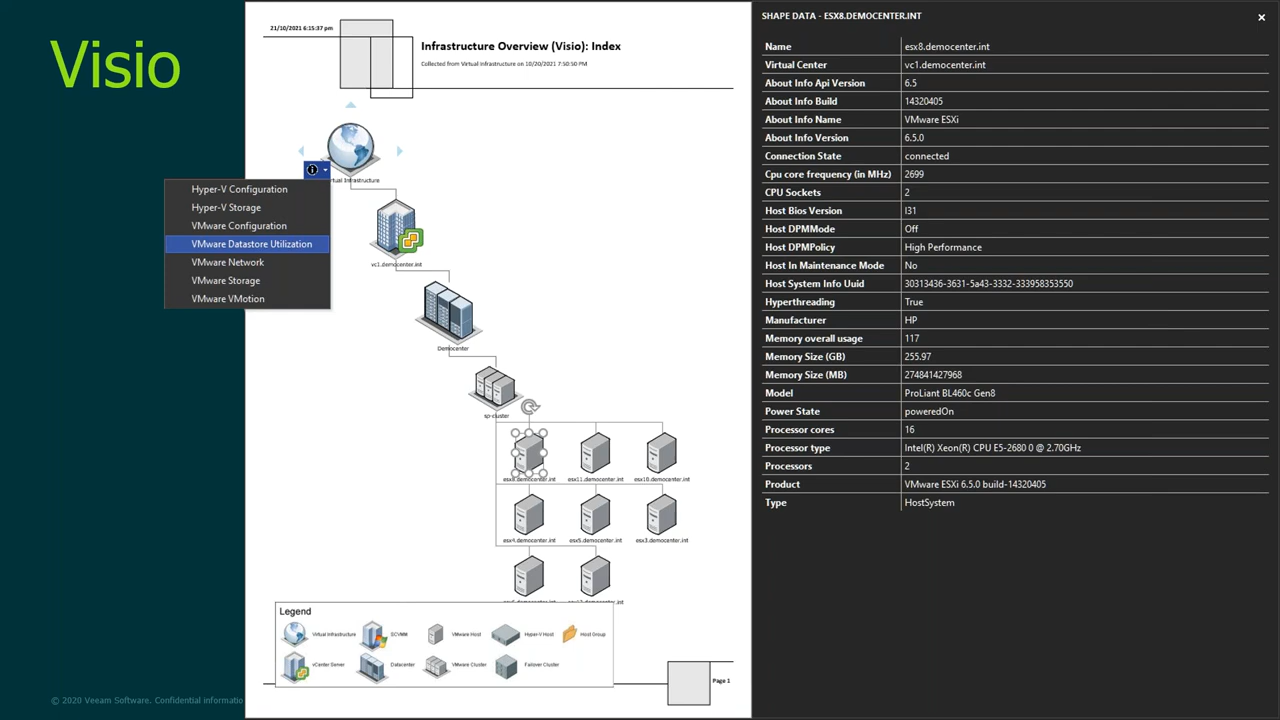 Visio
21/10/2021 6:15:37 pm
Infrastructure Overview (Visio): Index
Collected from Virtual Infrastructure on 10/20/2021 7:50:50 PM
rtual Infrastructure
Hyper-V Configuration
Hyper-V Storage
VMware Configuration
VMware Datastore Utilization
VMware Network
VMware Storage
VMware VMotion
vc1.democenter.int
Democenter
sp-cluster
esx8.democenter.int esx11.democenter.int esx10.democenter.int
esx4.democenter.int esx5.democenter.int esx3.democenter.int
Legend
Virtual Infrastructure SCVMM VMware Host Hyper-V Host Host Group
vCenter Server Datacenter VMware Cluster Failover Cluster
Page 1
© 2020 Veeam Software. Confidential informatio
SHAPE DATA - ESX8.DEMOCENTER.INT
Name esx8.democenter.int
Virtual Center vc1.democenter.int
About Info Api Version 6.5
About Info Build 14320405
About Info Name VMware ESXi
About Info Version 6.5.0
Connection State connected
Cpu core frequency (in MHz) 2699
CPU Sockets 2
Host Bios Version I31
Host DPMMode Off
Host DPMPolicy High Performance
Host In Maintenance Mode No
Host System Info Uuid 30313436-3631-5a43-3332-333958353550
Hyperthreading True
Manufacturer HP
Memory overall usage 117
Memory Size (GB) 255.97
Memory Size (MB) 274841427968
Model ProLiant BL460c Gen8
Power State poweredOn
Processor cores 16
Processor type Intel(R) Xeon(R) CPU E5-2680 0 @ 2.70GHz
Processors 2
Product VMware ESXi 6.5.0 build-14320405
Type HostSystem